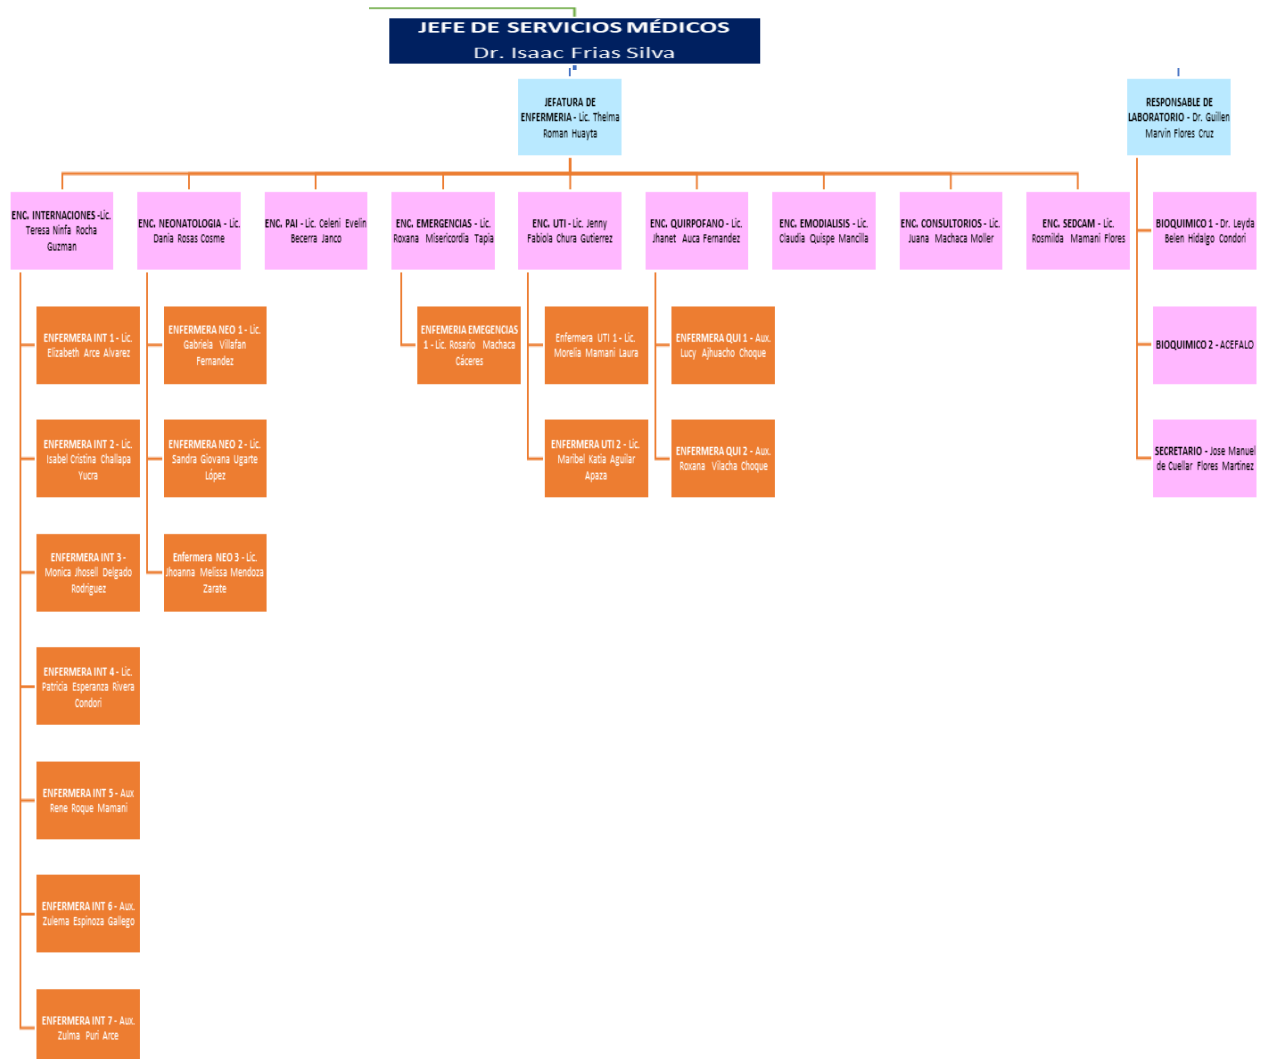 JEFE DE SERVICIOS MÉDICOS
Dr. Isaac Frias Silva
JEFATURA DE
ENFERMERIA - Lic. Thelma
Roman Huayta
RESPONSABLE DE
LABORATORIO - Dr. Guillen
Marvin Flores Cruz
ENC. INTERNACIONES -Lic.
Teresa Ninfa Rocha
Guzman
ENC. NEONATOLOGIA - Lic.
Dania Rosas Cosme
ENC. PAI - Lic. Celeni Evelin
Becerra Janco
ENC. EMERGENCIAS - Lic.
Roxana Misericordia Tapia
ENC. UTI - Lic. Jenny
Fabiola Chura Gutierrez
ENC. QUIRPOFANO - Lic.
Jhanet Auca Fernandez
ENC. EMODIALISIS - Lic.
Claudia Quispe Mancilla
ENC. CONSULTORIOS - Lic.
Juana Machaca Moller
ENC. SEDCAM - Lic.
Rosmilda Mamani Flores
BIOQUIMICO 1 - Dr. Leyda
Belen Hidalgo Condori
ENFERMERA INT 1 - Lic.
Elizabeth Arce Alvarez
ENFERMERA NEO 1 - Lic.
Gabriela Villafan
Fernandez
ENFEMERIA EMEGENCIAS
1 - Lic. Rosario Machaca
Cáceres
Enfermera UTI 1 - Lic.
Morelia Mamani Laura
ENFERMERA QUI 1 - Aux.
Lucy Ajhuacho Choque
BIOQUIMICO 2 - ACEFALO
ENFERMERA INT 2 - Lic.
Isabel Cristina Challapa
Yucra
ENFERMERA NEO 2 - Lic.
Sandra Giovana Ugarte
López
ENFERMERA UTI 2 - Lic.
Maribel Katia Aguilar
Apaza
ENFERMERA QUI 2 - Aux.
Roxana Vilacha Choque
SECRETARIO - Jose Manuel
de Cuellar Flores Martinez
ENFERMERA INT 3 -
Monica Jhosell Delgado
Rodriguez
Enfermera NEO 3 - Lic.
Jhoanna Melissa Mendoza
Zarate
ENFERMERA INT 4 - Lic.
Patricia Esperanza Rivera
Condori
ENFERMERA INT 5 - Aux
Rene Roque Mamani
ENFERMERA INT 6 - Aux.
Zulema Espinoza Gallego
ENFERMERA INT 7 - Aux.
Zulma Puri Arce